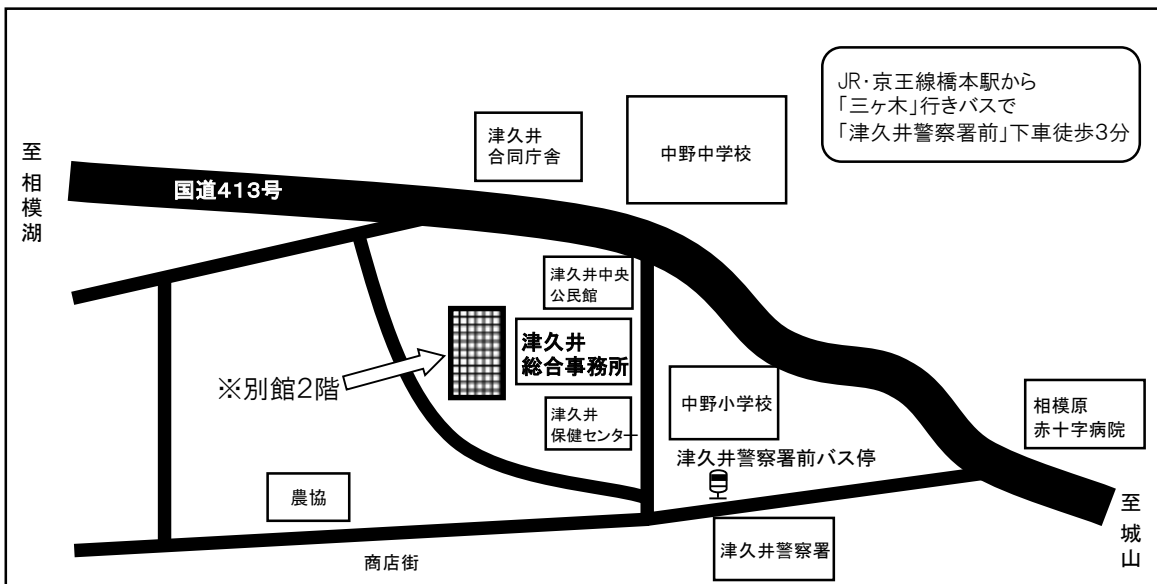 JR・京王線橋本駅から
「三ヶ木」行きバスで
「津久井警察署前」下車徒歩3分
津久井
合同庁舎
中野中学校
至相模湖
国道413号
津久井中央
公民館
津久井
総合事務所
※別館2階
中野小学校
相模原
赤十字病院
津久井
保健センター
津久井警察署前バス停
農協
至城山
津久井警察署
商店街